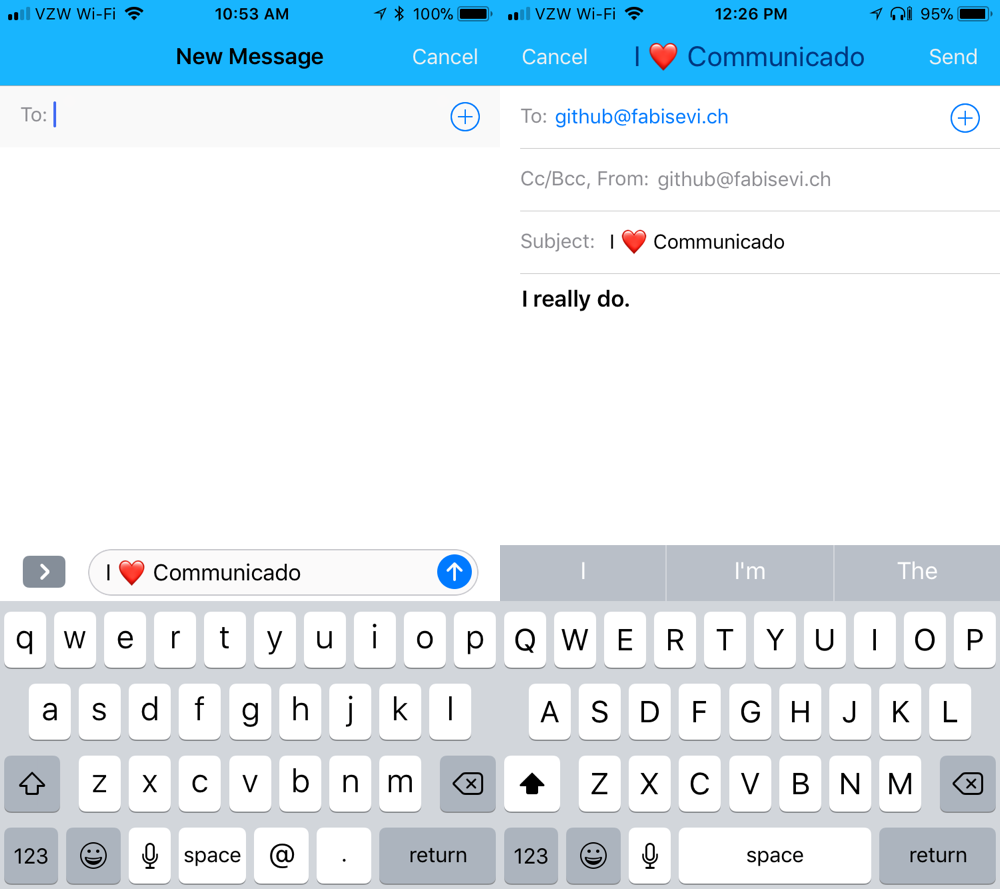 VZW Wi-Fi 10:53 AM 100%
New Message Cancel
To:
I ❤️ Communicado
q w e r t y u i o p
a s d f g h j k l
z x c v b n m
123 space @ . return
VZW Wi-Fi 12:26 PM 95%
Cancel I ❤️ Communicado Send
To: github@fabisevi.ch
Cc/Bcc, From: github@fabisevi.ch
Subject: I ❤️ Communicado
I really do.
I I'm The
Q W E R T Y U I O P
A S D F G H J K L
Z X C V B N M
123 space return